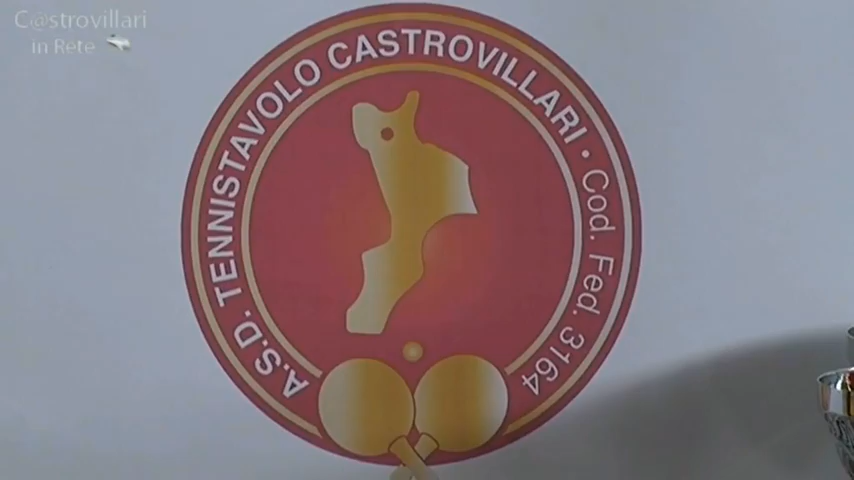 C@strovillari
in Rete
A.S.D. TENNISTAVOLO CASTROVILLARI • Cod. Fed. 3164